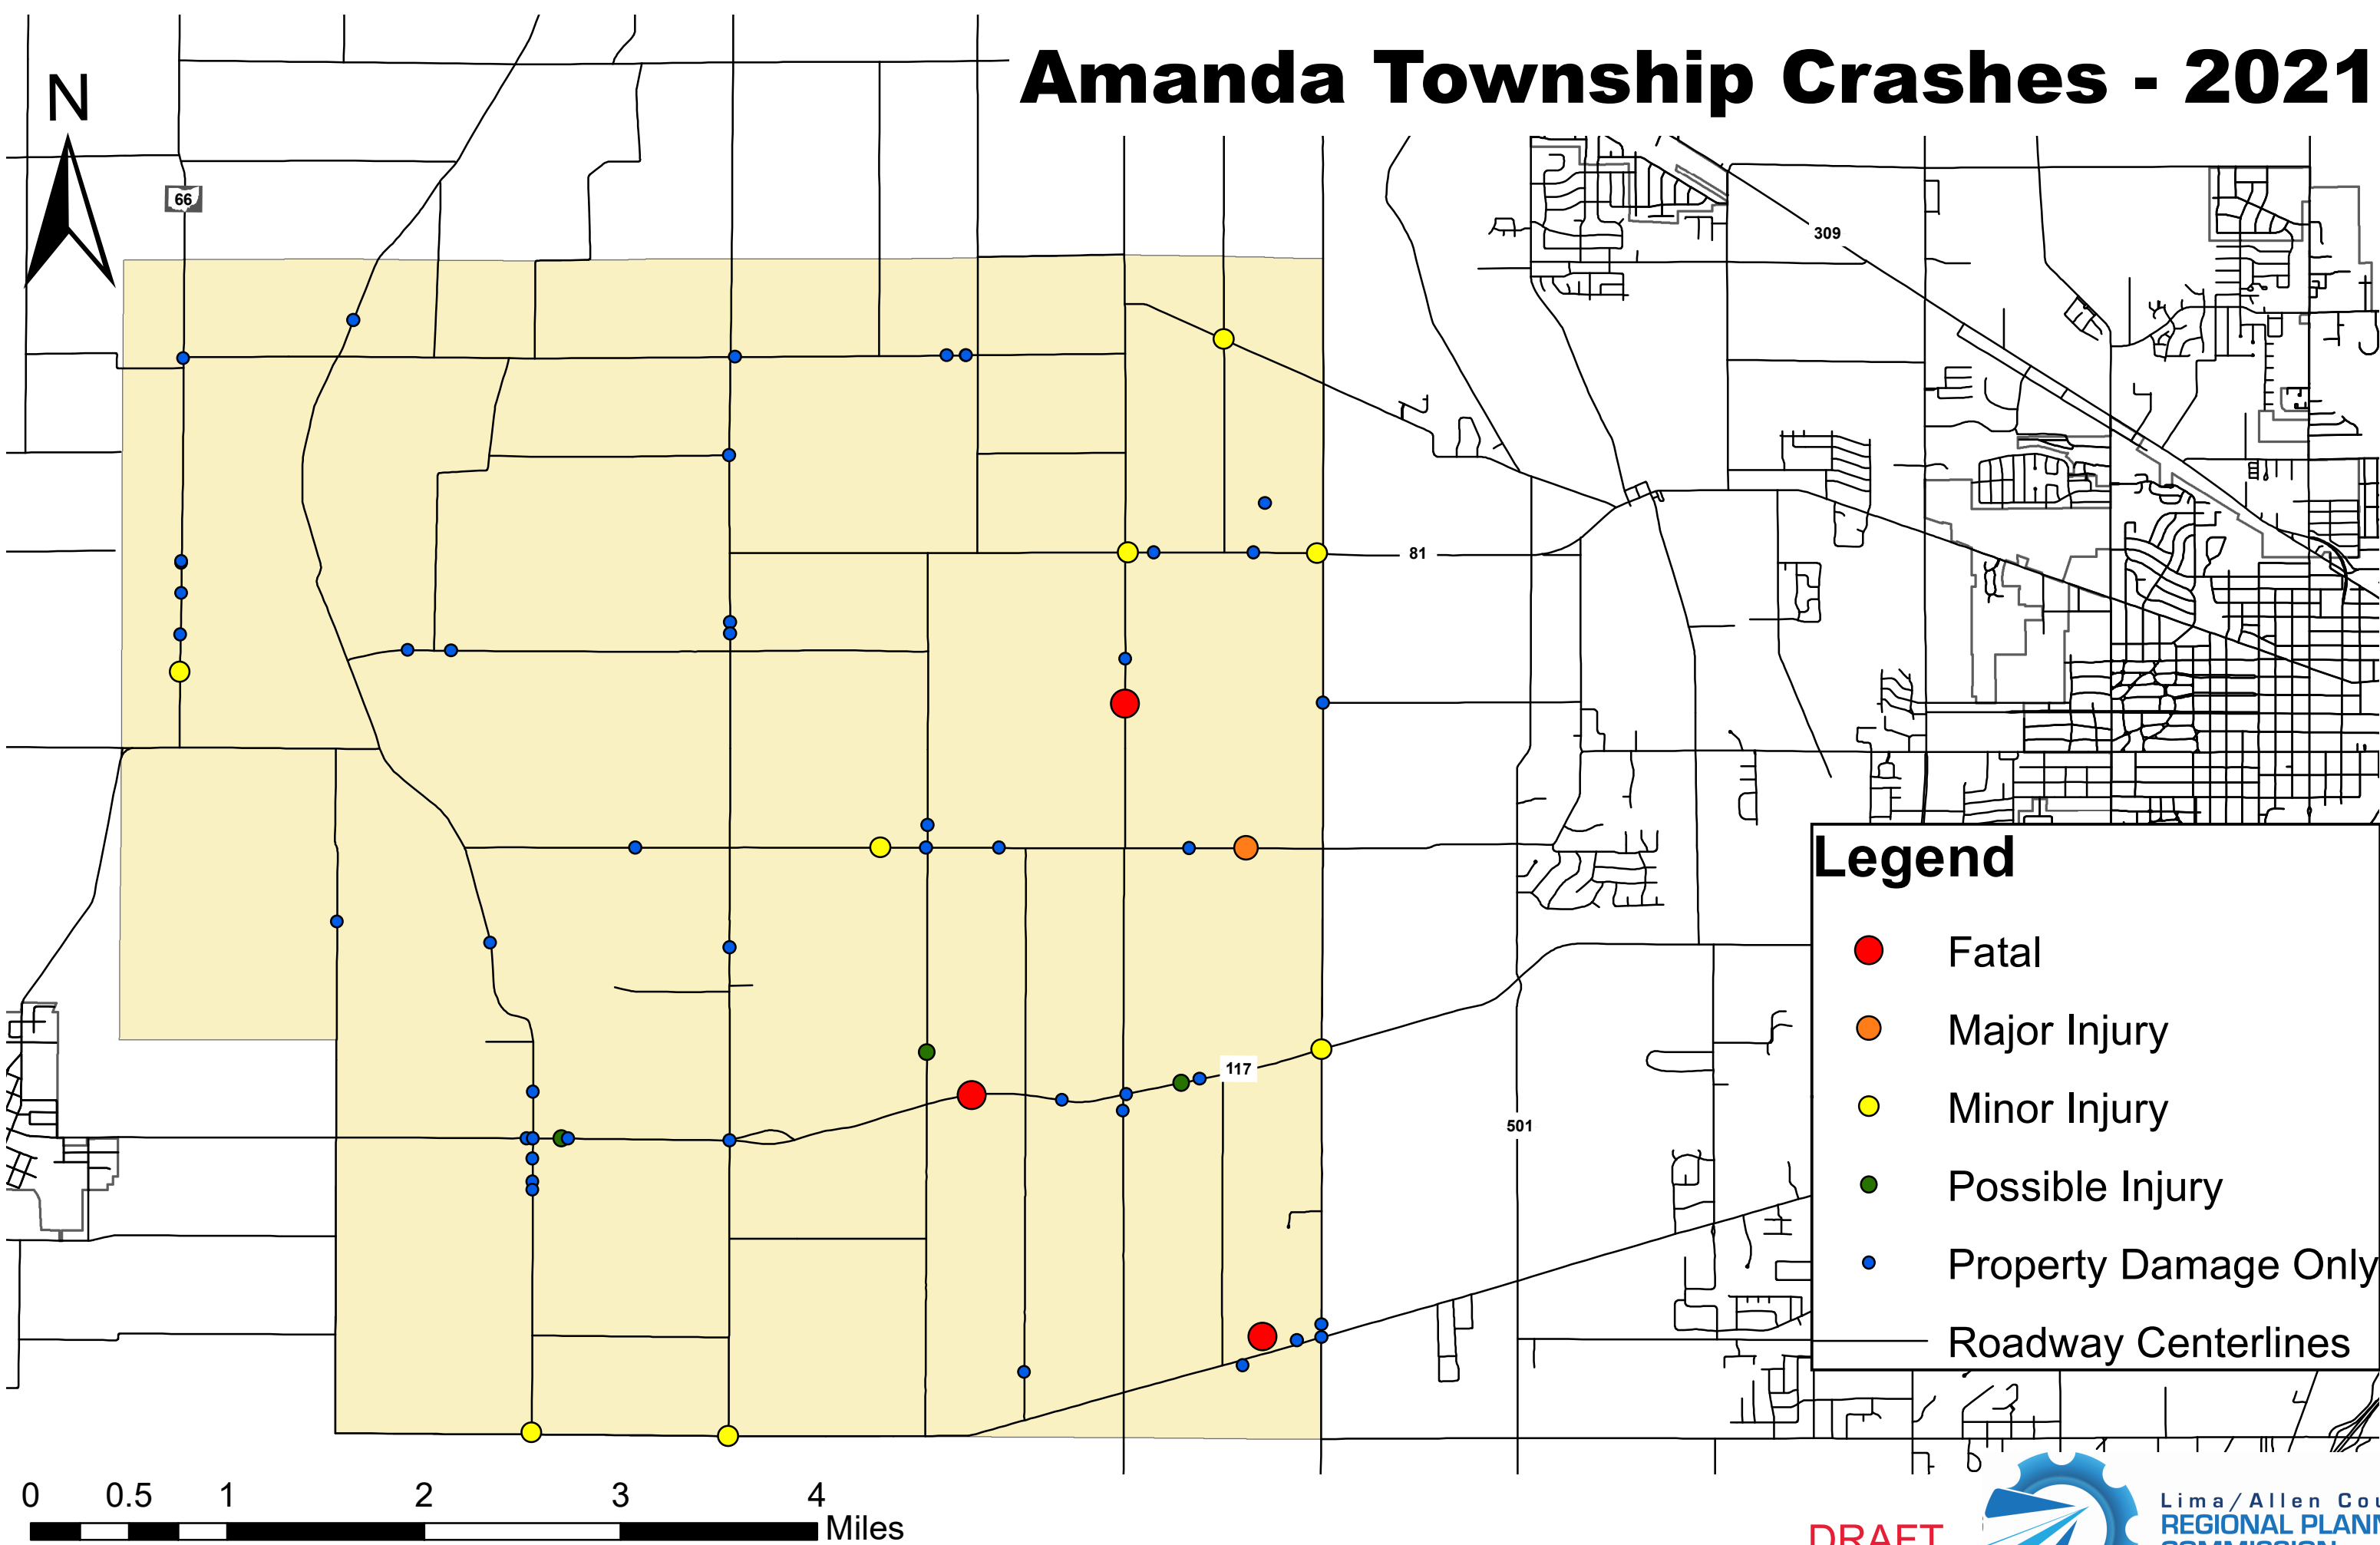 Amanda Township Crashes - 2021
N
66
309
81
117
501
Legend
Fatal
Major Injury
Minor Injury
Possible Injury
Property Damage Only
Roadway Centerlines
0 0.5 1 2 3 4
Miles
DRAFT
Lima/Allen Cou
REGIONAL PLANN
COMMISSION